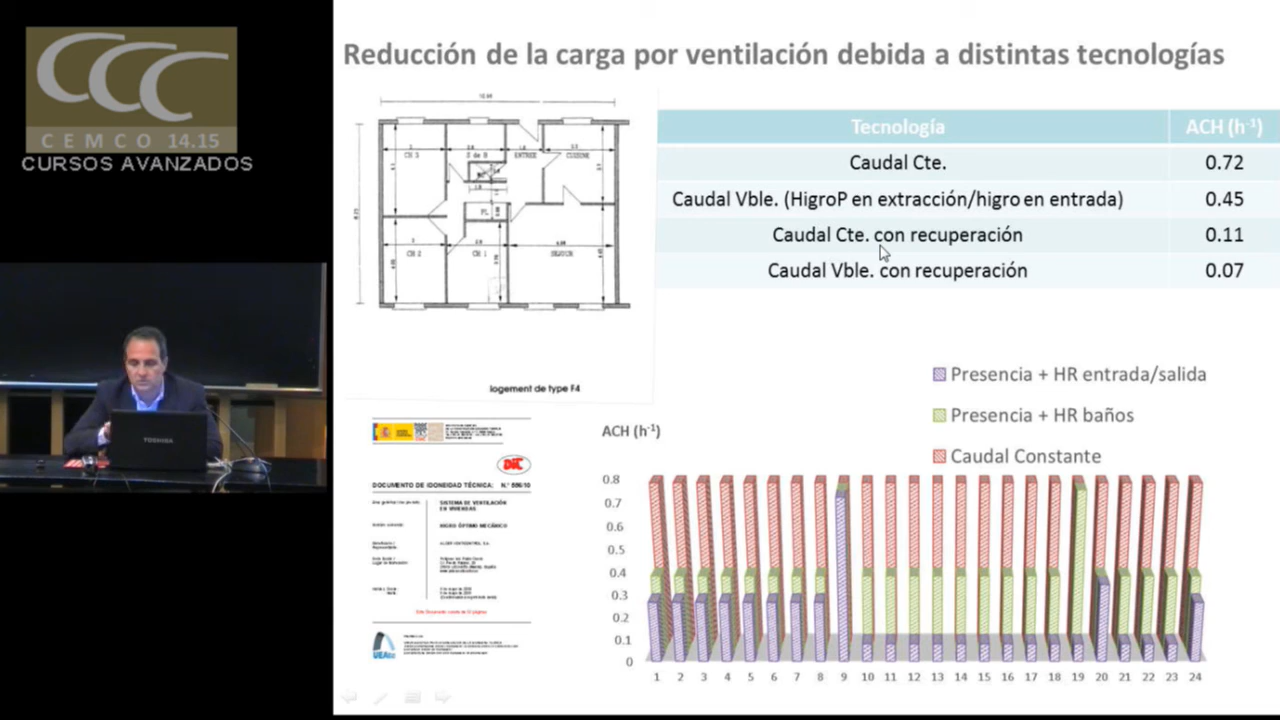 CCC
CEMCO 14.15
CURSOS AVANZADOS
TOSHIBA
Reducción de la carga por ventilación debida a distintas tecnologías
CH 3
S de B
ENTREE
CUISINE
CH 2
CH 1
SEJOUR
logement de type F4
Tecnología ACH (h-1)
Caudal Cte. 0.72
Caudal Vble. (HigroP en extracción/higro en entrada) 0.45
Caudal Cte. con recuperación 0.11
Caudal Vble. con recuperación 0.07
DIT
DOCUMENTO DE IDONEIDAD TÉCNICA: N.°
SISTEMA DE VENTILACIÓN
EN VIVIENDAS
HIGRO ÓPTIMO MECÁNICO
Presencia + HR entrada/salida
Presencia + HR baños
Caudal Constante
ACH (h-1)
0.8
0.7
0.6
0.5
0.4
0.3
0.2
0.1
0
1 2 3 4 5 6 7 8 9 10 11 12 13 14 15 16 17 18 19 20 21 22 23 24